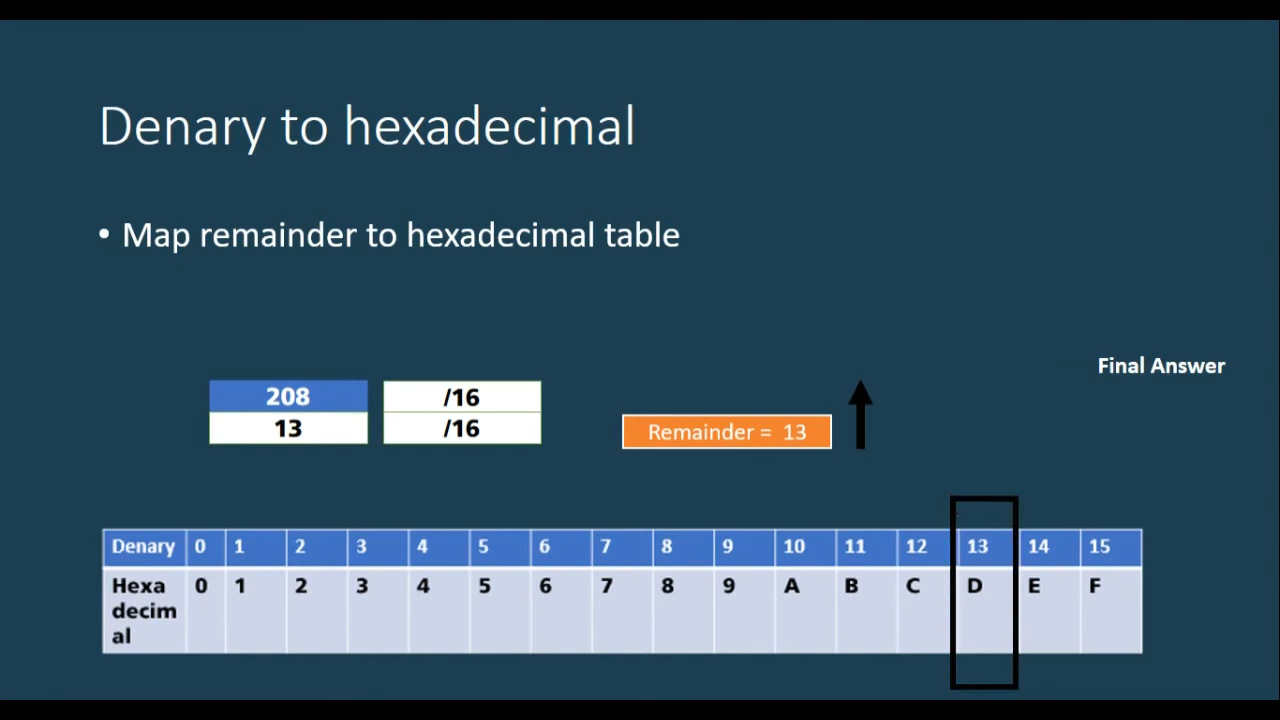 Denary to hexadecimal
• Map remainder to hexadecimal table
Final Answer
208 /16
13 /16
Remainder = 13
Denary 0 1 2 3 4 5 6 7 8 9 10 11 12 13 14 15
Hexa 0 1 2 3 4 5 6 7 8 9 A B C D E F
decim
al